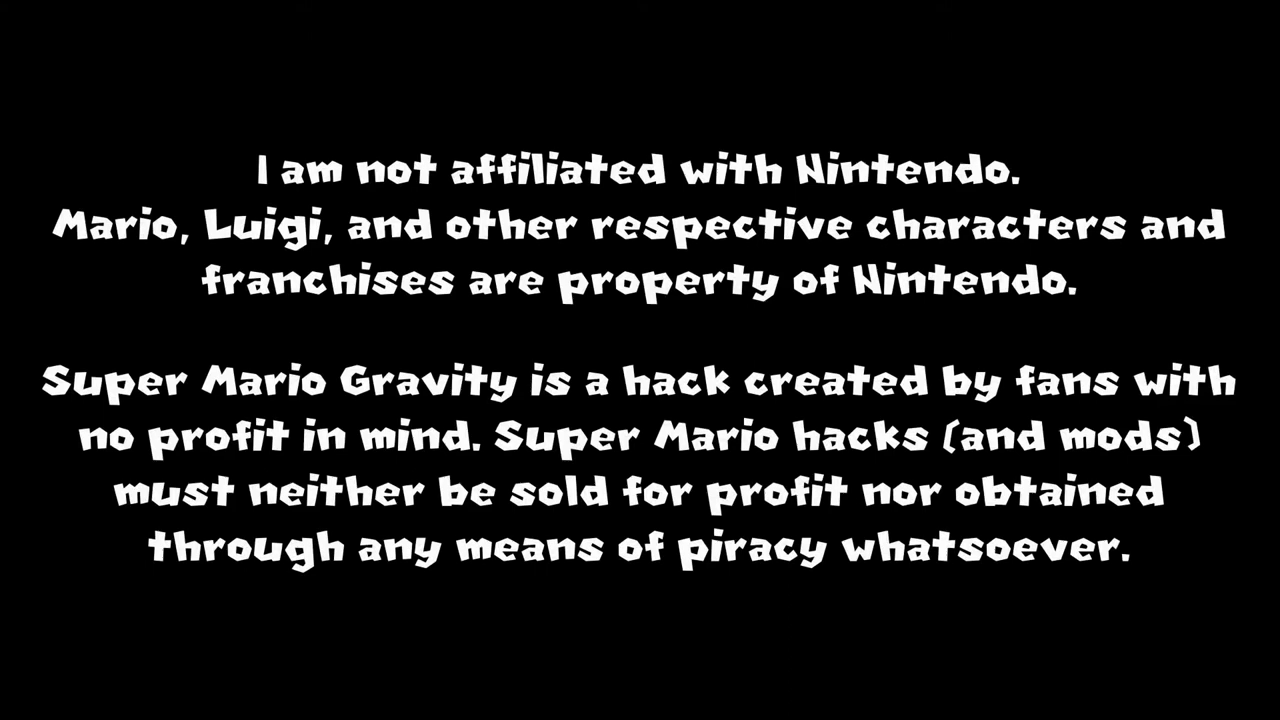 I am not affiliated with Nintendo.
Mario, Luigi, and other respective characters and
franchises are property of Nintendo.
Super Mario Gravity is a hack created by fans with
no profit in mind. Super Mario hacks (and mods)
must neither be sold for profit nor obtained
through any means of piracy whatsoever.